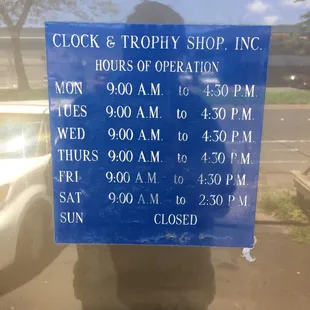 CLOCK & TROPHY SHOP, INC.
HOURS OF OPERATION
MON 9:00 A.M. to 4:30 P.M.
TUES 9:00 A.M. to 4:30 P.M.
WED 9:00 A.M. to 4:30 P.M.
THURS 9:00 A.M. to 4:30 P.M.
FRI 9:00 A.M. to 4:30 P.M.
SAT 9:00 A.M. to 2:30 P.M.
SUN CLOSED